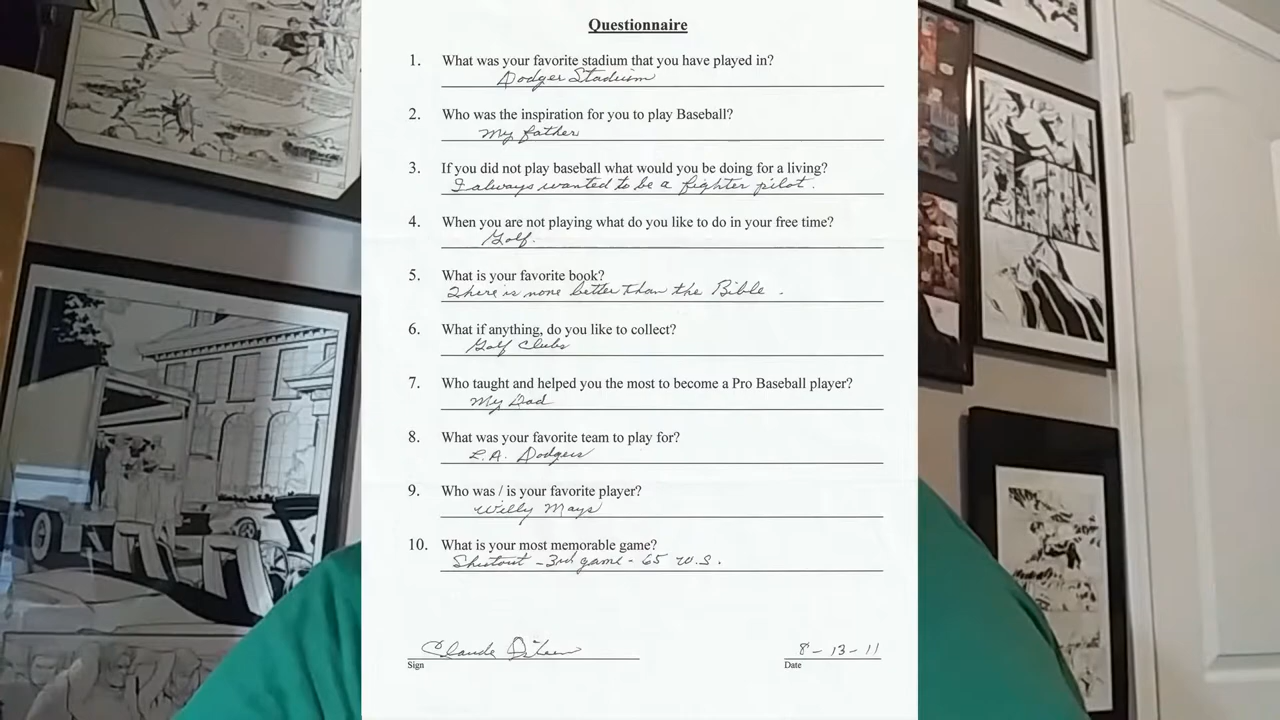 Questionnaire
1. What was your favorite stadium that you have played in?
Dodger Stadium
2. Who was the inspiration for you to play Baseball?
My father
3. If you did not play baseball what would you be doing for a living?
I always wanted to be a fighter pilot.
4. When you are not playing what do you like to do in your free time?
Golf.
5. What is your favorite book?
There is none better than the Bible.
6. What if anything, do you like to collect?
Golf Clubs
7. Who taught and helped you the most to become a Pro Baseball player?
My Dad
8. What was your favorite team to play for?
L.A. Dodgers
9. Who was / is your favorite player?
Willy Mays
10. What is your most memorable game?
Shutout - 3rd game - 65 W.S.
Claude Osteen 8-13-11
Sign Date